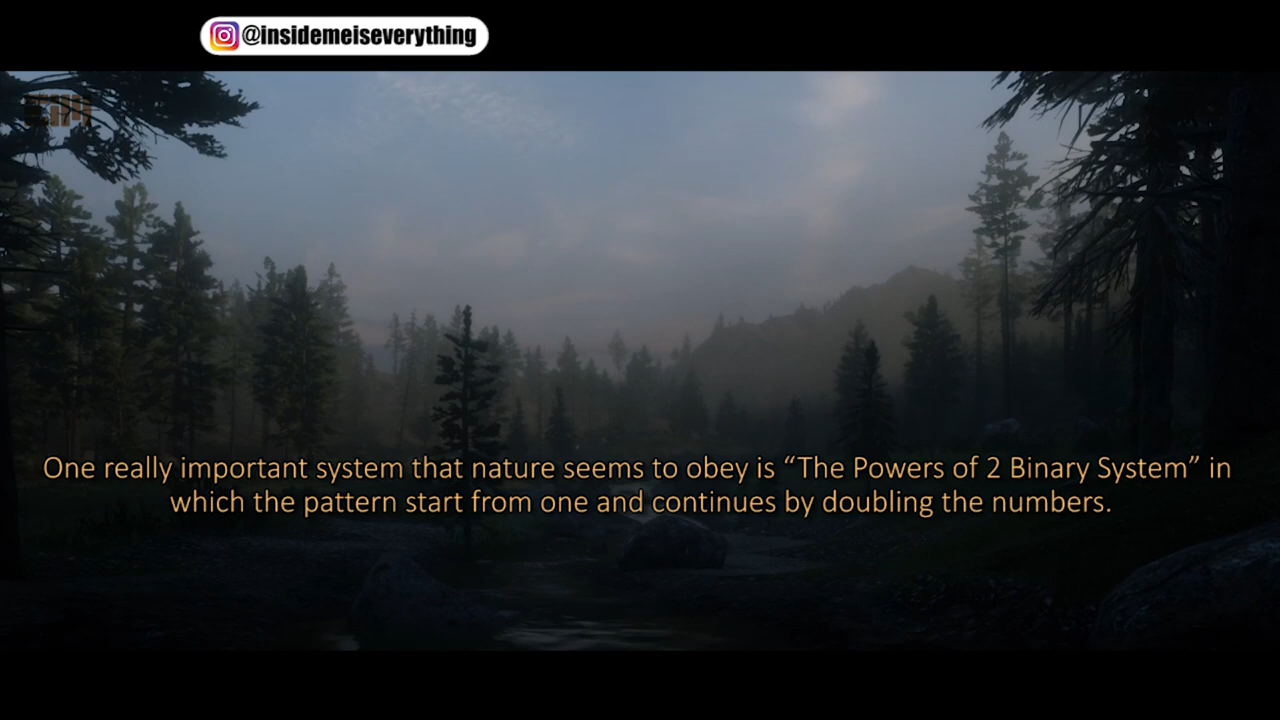 @insidemeiseverything
One really important system that nature seems to obey is “The Powers of 2 Binary System” in
which the pattern start from one and continues by doubling the numbers.